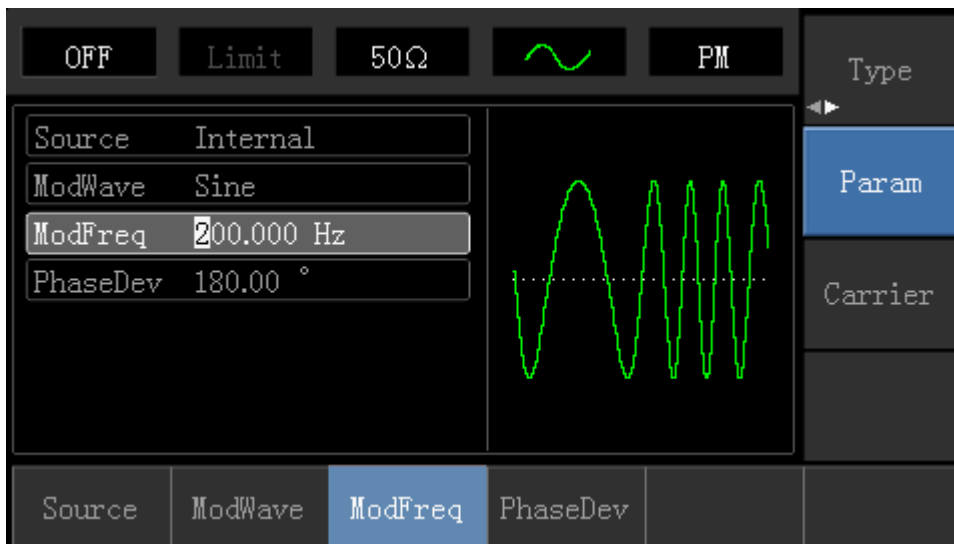 OFF Limit 50Ω PM
Type
Source Internal
ModWave Sine
ModFreq 200.000 Hz
PhaseDev 180.00 °
Param
Carrier
Source ModWave ModFreq PhaseDev